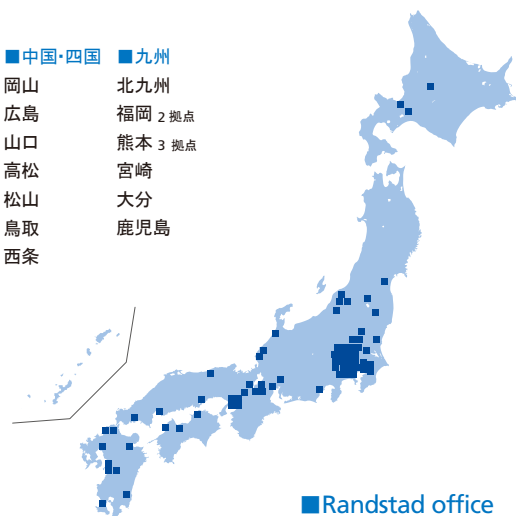 ■中国・四国
岡山
広島
山口
高松
松山
鳥取
西条
■九州
北九州
福岡 2 拠点
熊本 3 拠点
宮崎
大分
鹿児島
■Randstad office